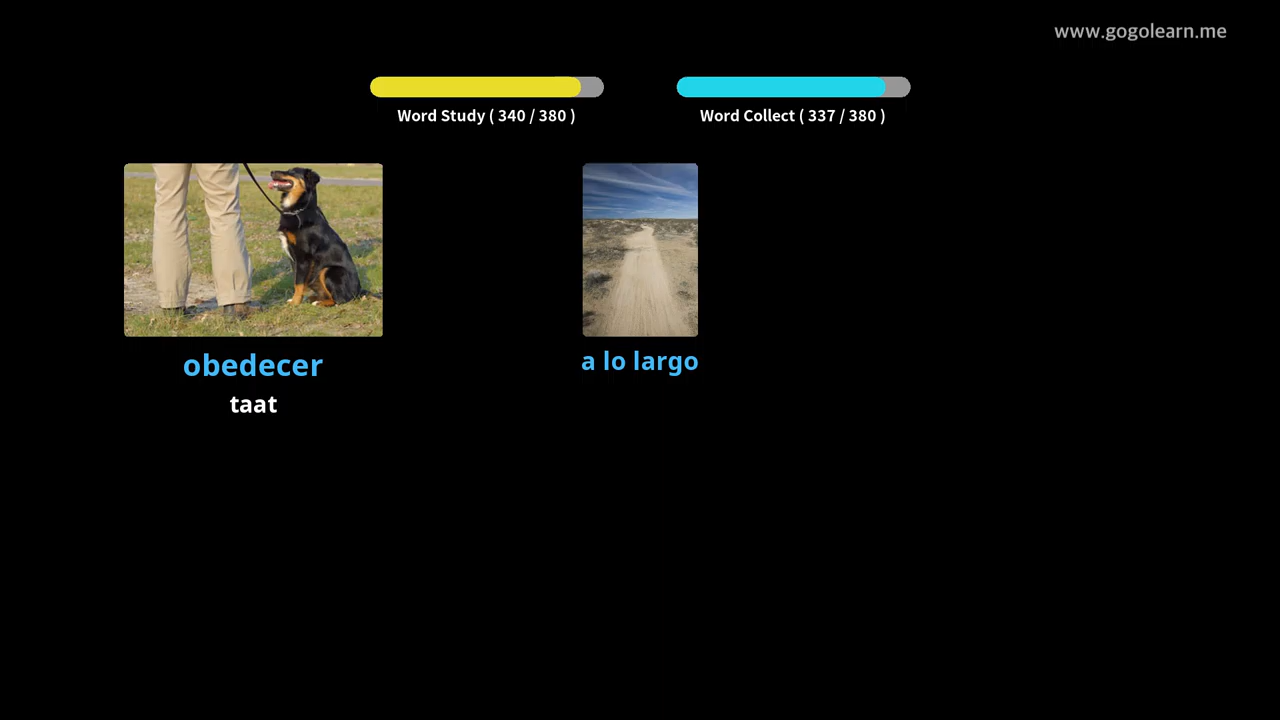 www.gogolearn.me
Word Study ( 340 / 380 )
Word Collect ( 337 / 380 )
obedecer
taat
a lo largo